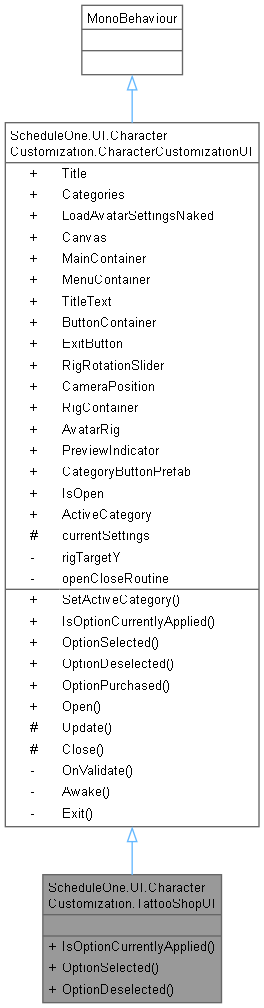 MonoBehaviour
ScheduleOne.UI.Character
Customization.CharacterCustomizationUI
+ Title
+ Categories
+ LoadAvatarSettingsNaked
+ Canvas
+ MainContainer
+ MenuContainer
+ TitleText
+ ButtonContainer
+ ExitButton
+ RigRotationSlider
+ CameraPosition
+ RigContainer
+ AvatarRig
+ PreviewIndicator
+ CategoryButtonPrefab
+ IsOpen
+ ActiveCategory
# currentSettings
- rigTargetY
- openCloseRoutine
+ SetActiveCategory()
+ IsOptionCurrentlyApplied()
+ OptionSelected()
+ OptionDeselected()
+ OptionPurchased()
+ Open()
# Update()
# Close()
- OnValidate()
- Awake()
- Exit()
ScheduleOne.UI.Character
Customization.TattooShopUI
+ IsOptionCurrentlyApplied()
+ OptionSelected()
+ OptionDeselected()